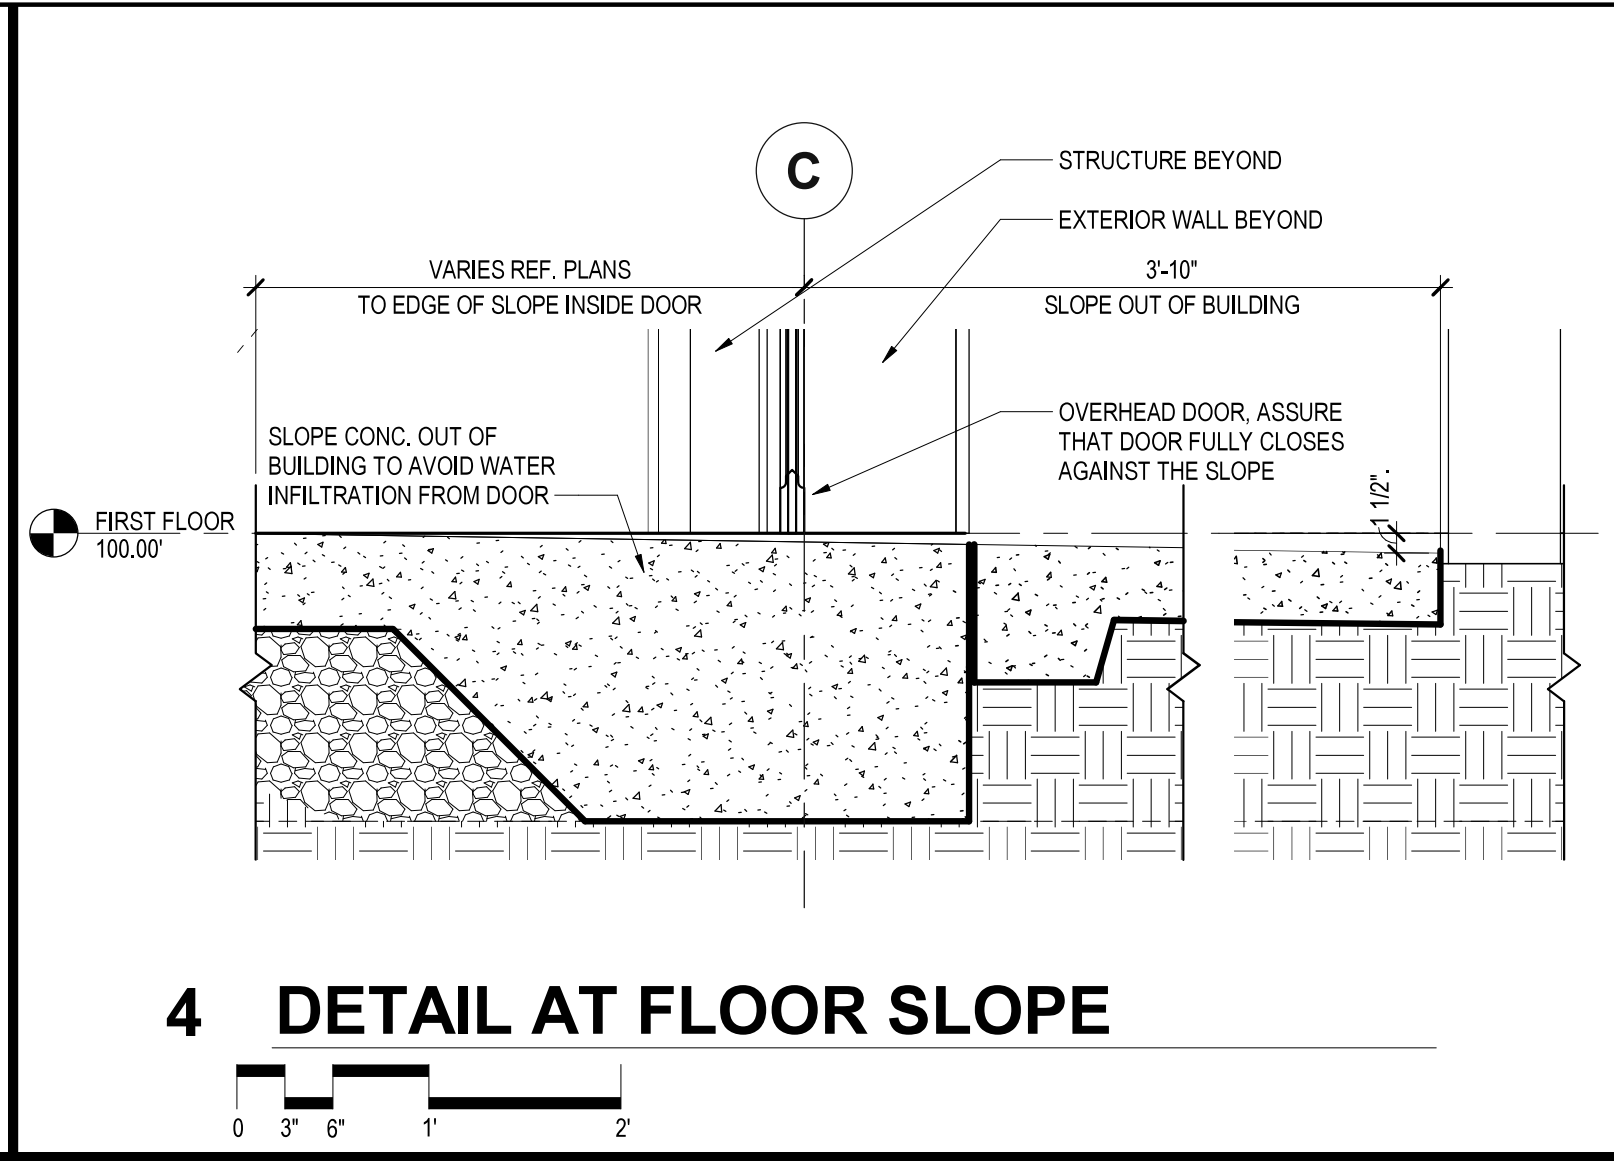 C
STRUCTURE BEYOND
EXTERIOR WALL BEYOND
VARIES REF. PLANS
TO EDGE OF SLOPE INSIDE DOOR
3'-10"
SLOPE OUT OF BUILDING
SLOPE CONC. OUT OF
BUILDING TO AVOID WATER
INFILTRATION FROM DOOR
OVERHEAD DOOR, ASSURE
THAT DOOR FULLY CLOSES
AGAINST THE SLOPE
1 1/2".
FIRST FLOOR
100.00'
4 DETAIL AT FLOOR SLOPE
0 3" 6" 1' 2'